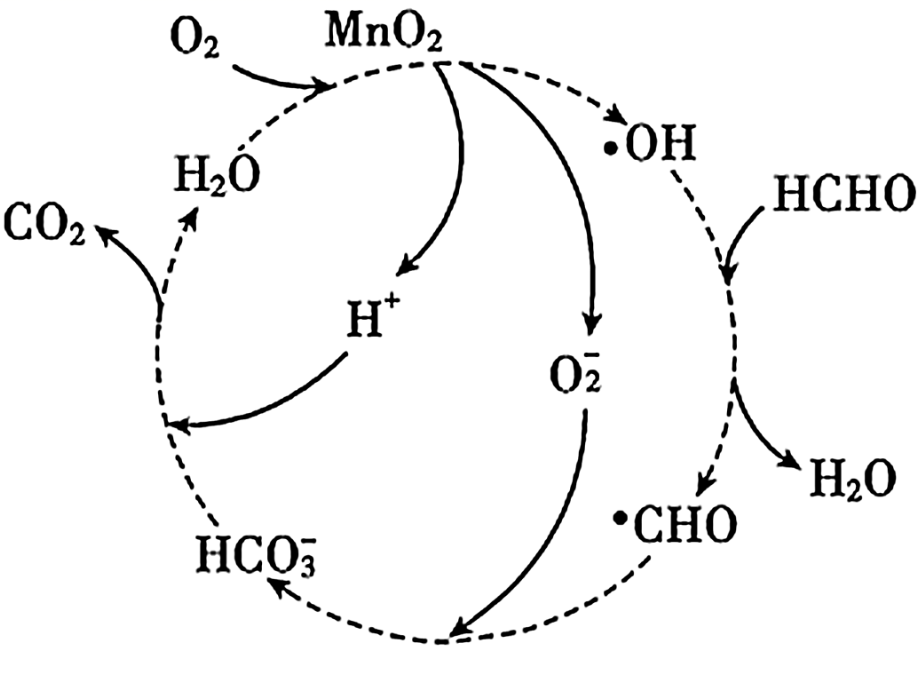 O₂
MnO₂
•OH
H₂O
HCHO
CO₂
H⁺
O₂⁻
H₂O
•CHO
HCO₃⁻